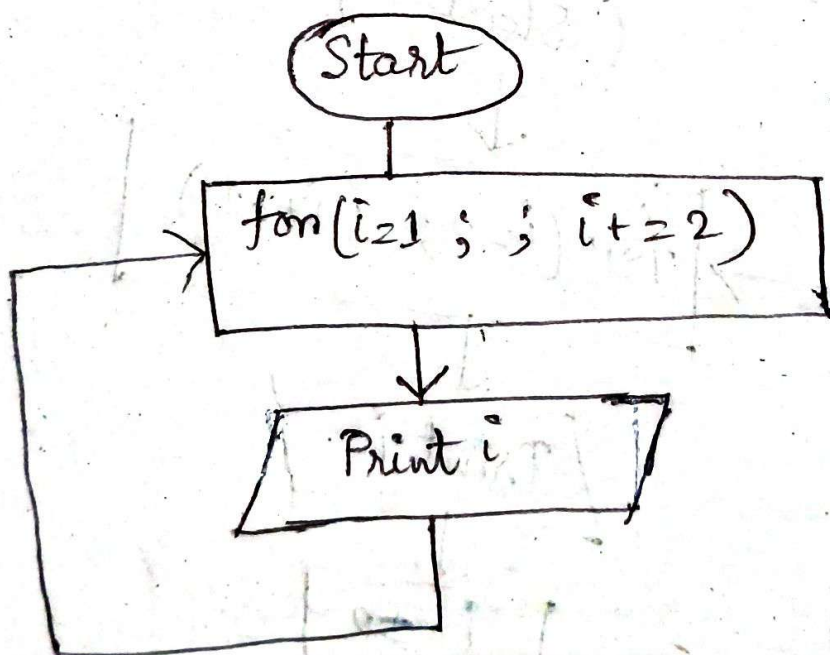 Start
for(i=1 ; ; i+=2)
Print i